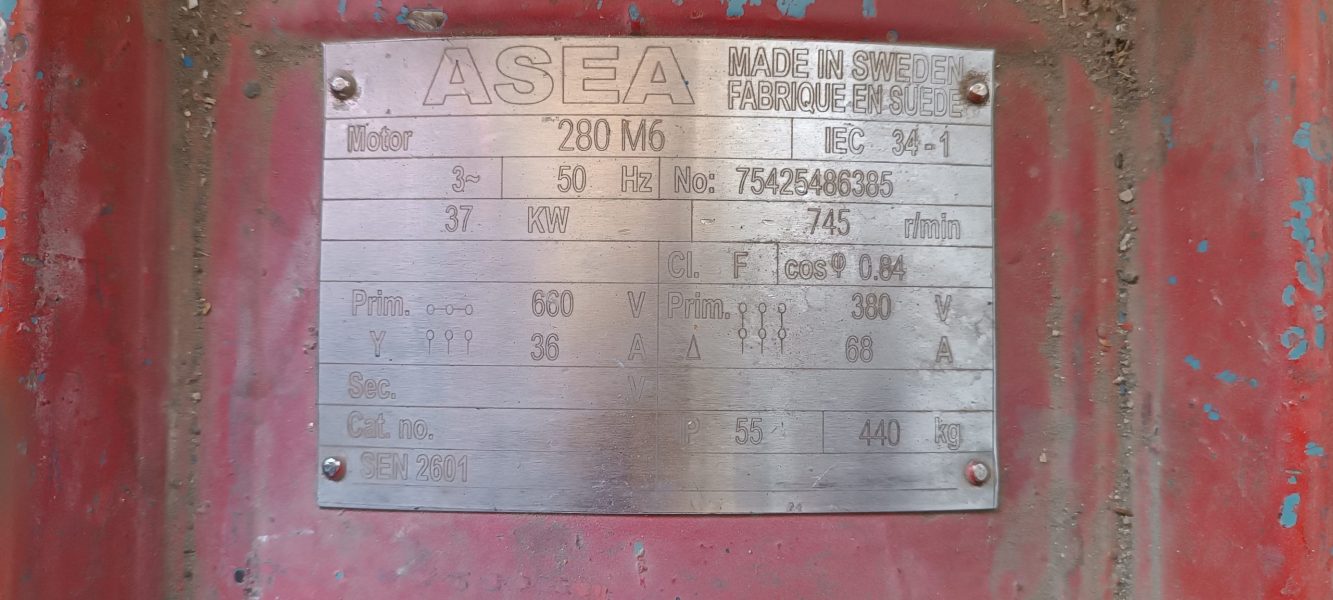 ASEA MADE IN SWEDEN
FABRIQUE EN SUEDE
Motor 280 M6 IEC 34-1
3~ 50 Hz No: 75425486385
37 KW - 745 r/min
Cl. F cosφ 0.84
Prim. 660 V Prim. 380 V
Y 36 A Δ 68 A
Sec. V
Cat. no. P 55 440 kg
SEN 2601